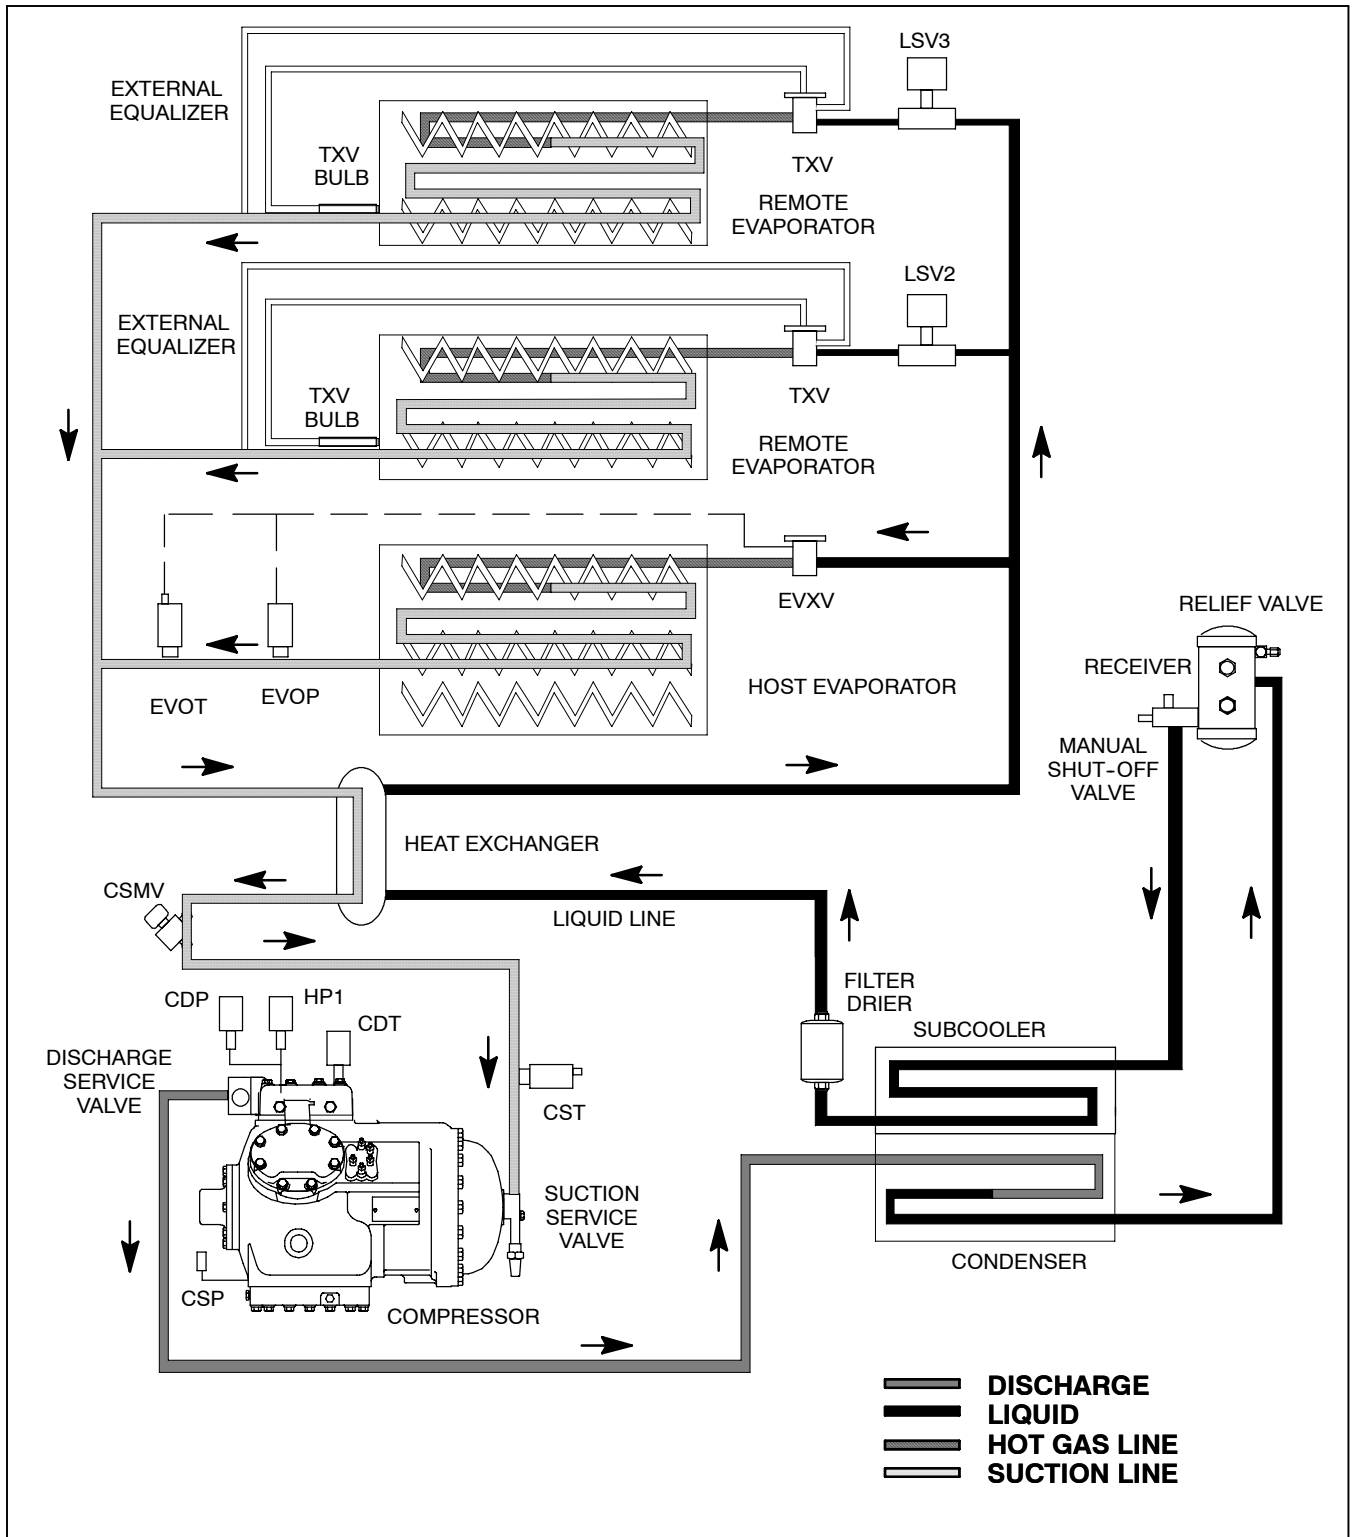 LSV3
EXTERNAL
EQUALIZER
TXV
BULB
TXV
REMOTE
EVAPORATOR
LSV2
EXTERNAL
EQUALIZER
TXV
BULB
TXV
REMOTE
EVAPORATOR
EVXV
RELIEF VALVE
RECEIVER
EVOT
EVOP
HOST EVAPORATOR
MANUAL
SHUT-OFF
VALVE
HEAT EXCHANGER
CSMV
LIQUID LINE
FILTER
DRIER
CDP
HP1
CDT
SUBCOOLER
DISCHARGE
SERVICE
VALVE
CST
SUCTION
SERVICE
VALVE
CONDENSER
CSP
COMPRESSOR
DISCHARGE
LIQUID
HOT GAS LINE
SUCTION LINE